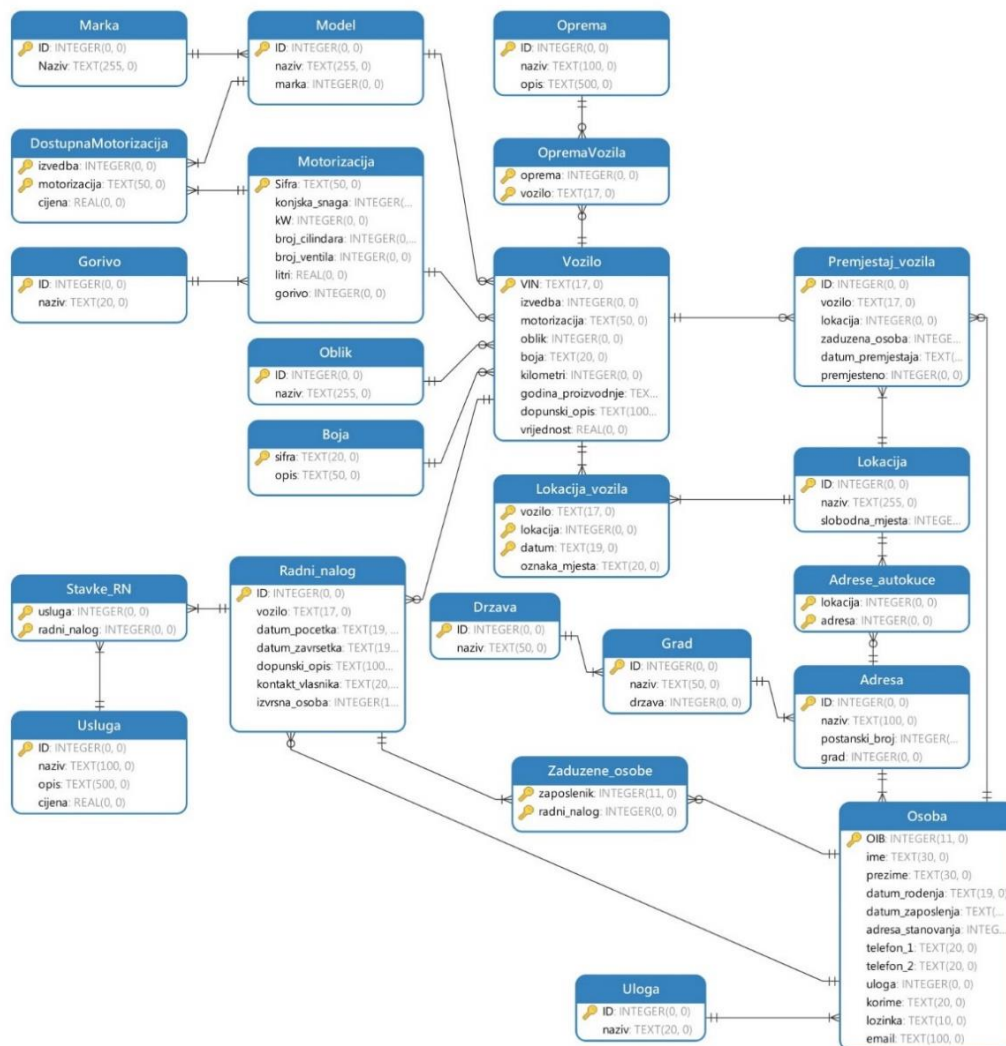 Marka
ID: INTEGER(0, 0)
Naziv: TEXT(255, 0)
Model
ID: INTEGER(0, 0)
naziv: TEXT(255, 0)
marka: INTEGER(0, 0)
Oprema
ID: INTEGER(0, 0)
naziv: TEXT(100, 0)
opis: TEXT(500, 0)
DostupnaMotorizacija
izvedba: INTEGER(0, 0)
motorizacija: TEXT(50, 0)
cijena: REAL(0, 0)
Motorizacija
Sifra: TEXT(50, 0)
konjska_snaga: INTEGER(...
kW: INTEGER(0, 0)
broj_cilindara: INTEGER(0,...
broj_ventila: INTEGER(0, 0)
litri: REAL(0, 0)
gorivo: INTEGER(0, 0)
OpremaVozila
oprema: INTEGER(0, 0)
vozilo: TEXT(17, 0)
Gorivo
ID: INTEGER(0, 0)
naziv: TEXT(20, 0)
Vozilo
VIN: TEXT(17, 0)
izvedba: INTEGER(0, 0)
motorizacija: TEXT(50, 0)
oblik: INTEGER(0, 0)
boja: TEXT(20, 0)
kilometri: INTEGER(0, 0)
godina_proizvodnje: TEX...
dopunski_opis: TEXT(100...
vrijednost: REAL(0, 0)
Premjestaj_vozila
ID: INTEGER(0, 0)
vozilo: TEXT(17, 0)
lokacija: INTEGER(0, 0)
zaduzena_osoba: INTEGE...
datum_premjestaja: TEXT(...
premjesteno: INTEGER(0, 0)
Oblik
ID: INTEGER(0, 0)
naziv: TEXT(255, 0)
Boja
sifra: TEXT(20, 0)
opis: TEXT(50, 0)
Lokacija
ID: INTEGER(0, 0)
naziv: TEXT(255, 0)
slobodna_mjesta: INTEGE...
Lokacija_vozila
vozilo: TEXT(17, 0)
lokacija: INTEGER(0, 0)
datum: TEXT(19, 0)
oznaka_mjesta: TEXT(20, 0)
Radni_nalog
ID: INTEGER(0, 0)
vozilo: TEXT(17, 0)
datum_pocetka: TEXT(19, ...
datum_zavrsetka: TEXT(19...
dopunski_opis: TEXT(100...
kontakt_vlasnika: TEXT(20,...
izvrsna_osoba: INTEGER(1...
Stavke_RN
usluga: INTEGER(0, 0)
radni_nalog: INTEGER(0, 0)
Drzava
ID: INTEGER(0, 0)
naziv: TEXT(50, 0)
Adrese_autokuce
lokacija: INTEGER(0, 0)
adresa: INTEGER(0, 0)
Grad
ID: INTEGER(0, 0)
naziv: TEXT(50, 0)
drzava: INTEGER(0, 0)
Adresa
ID: INTEGER(0, 0)
naziv: TEXT(100, 0)
postanski_broj: INTEGER(...
grad: INTEGER(0, 0)
Usluga
ID: INTEGER(0, 0)
naziv: TEXT(100, 0)
opis: TEXT(500, 0)
cijena: REAL(0, 0)
Zaduzene_osobe
zaposlenik: INTEGER(11, 0)
radni_nalog: INTEGER(0, 0)
Osoba
OIB: INTEGER(11, 0)
ime: TEXT(30, 0)
prezime: TEXT(30, 0)
datum_rodenja: TEXT(19, 0)
datum_zaposlenja: TEXT(...
adresa_stanovanja: INTEG...
telefon_1: TEXT(20, 0)
telefon_2: TEXT(20, 0)
uloga: INTEGER(0, 0)
korime: TEXT(20, 0)
lozinka: TEXT(10, 0)
email: TEXT(100, 0)
Uloga
ID: INTEGER(0, 0)
naziv: TEXT(20, 0)